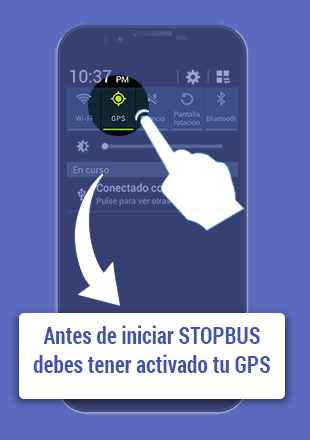 10:37 PM
Wi-Fi GPS ncio Pantalla rotación Bluetooth
En curso
Conectado co
Pulse para ver otras
Antes de iniciar STOPBUS
debes tener activado tu GPS